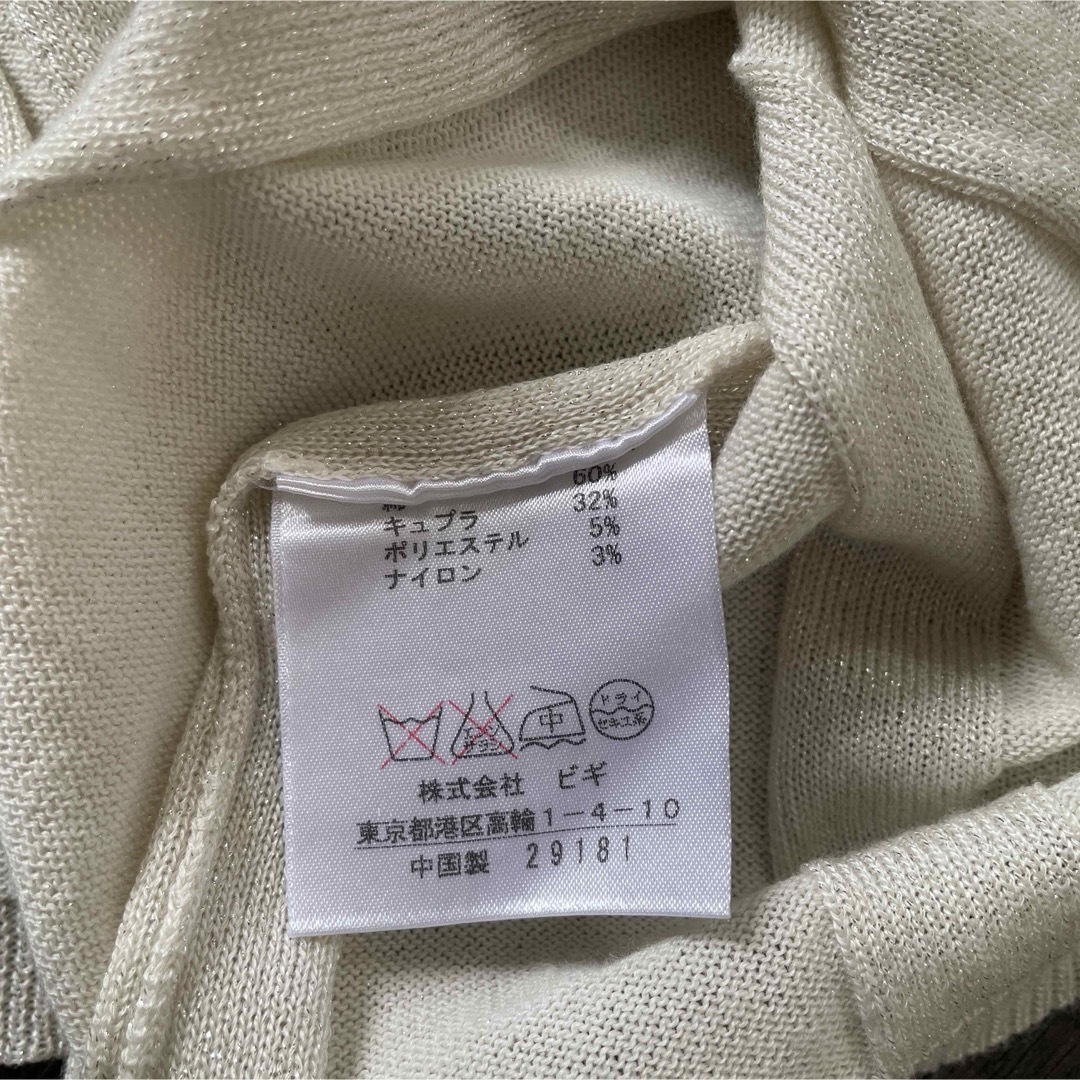 綿 60%
キュプラ 32%
ポリエステル 5%
ナイロン 3%
中
ドライ
セキユ系
株式会社 ビギ
東京都港区高輪1-4-10
中国製 29181